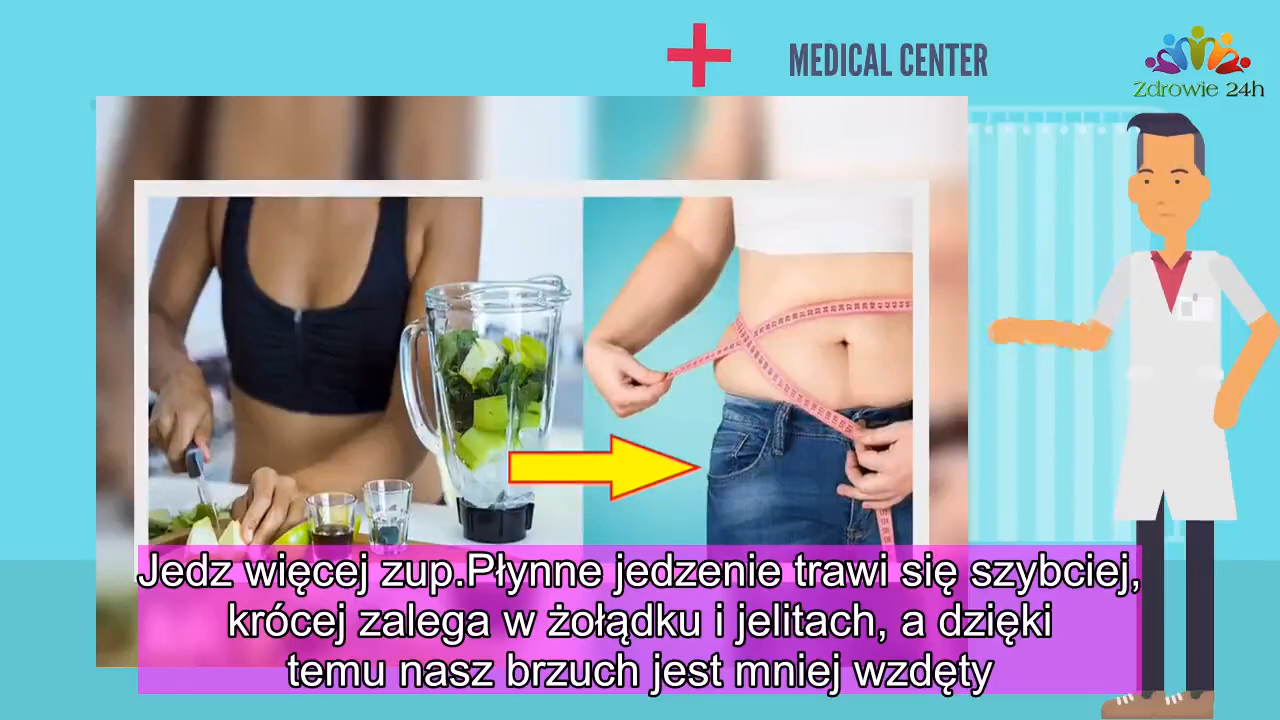 MEDICAL CENTER
Zdrowie 24h
Jedz więcej zup.Płynne jedzenie trawi się szybciej,
krócej zalega w żołądku i jelitach, a dzięki
temu nasz brzuch jest mniej wzdęty